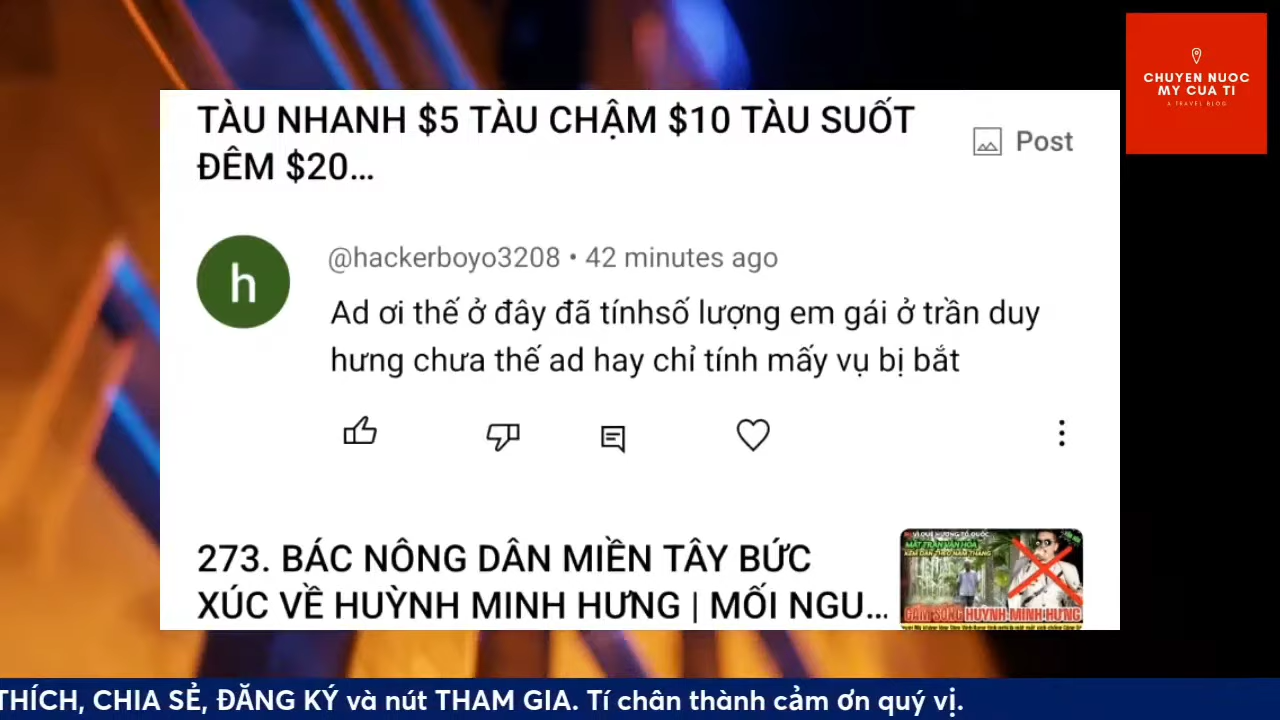 CHUYEN NUOC
MY CUA TI
A TRAVEL BLOG
TÀU NHANH $5 TÀU CHẬM $10 TÀU SUỐT
ĐÊM $20...
Post
h
@hackerboyo3208 • 42 minutes ago
Ad ơi thế ở đây đã tínhsố lượng em gái ở trần duy
hưng chưa thế ad hay chỉ tính mấy vụ bị bắt
273. BÁC NÔNG DÂN MIỀN TÂY BỨC
XÚC VỀ HUỲNH MINH HƯNG | MỐI NGU...
CẤM SÓNG HUỲNH MINH HƯNG
THÍCH, CHIA SẺ, ĐĂNG KÝ và nút THAM GIA. Tí chân thành cảm ơn quý vị.